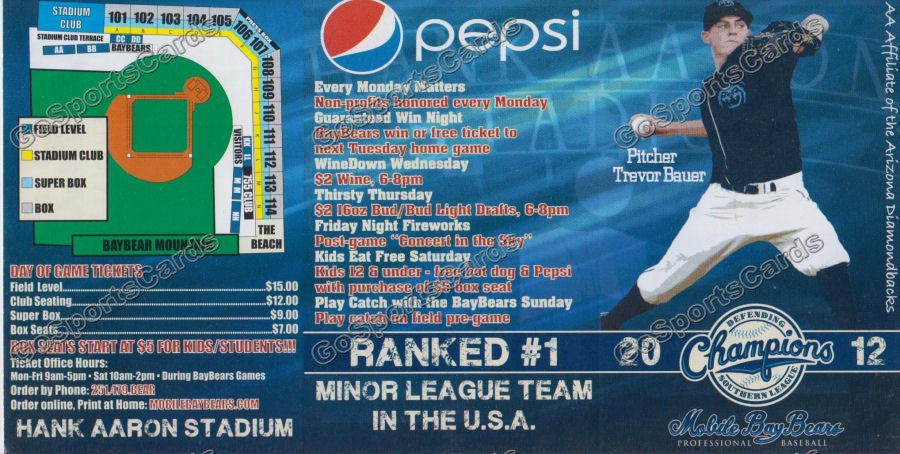 STADIUM
CLUB
101 102 103 104 105 106 107
108 109 110 111 112 113 114
STADIUM CLUB TERRACE
CC DD
AA BB
BAYBEARS
FIELD LEVEL
STADIUM CLUB
SUPER BOX
BOX
VISITORS
KK LL
755 CLUB
THE
BEACH
BAYBEAR MOUNTAIN
DAY OF GAME TICKETS
Field Level...$15.00
Club Seating...$12.00
Super Box...$9.00
Box Seats...$7.00
BOX SEATS START AT $5 FOR KIDS/STUDENTS!!!
Ticket Office Hours:
Mon-Fri 9am-5pm • Sat 10am-2pm • During BayBears Games
Order by Phone: 251.479.BEAR
Order online, Print at Home: MOBILEBAYBEARS.COM
HANK AARON STADIUM
pepsi
Every Monday Matters
Non-profits honored every Monday
Guaranteed Win Night
BayBears win or free ticket to
next Tuesday home game
WineDown Wednesday
$2 Wine, 6-8pm
Thirsty Thursday
$2 16oz Bud/Bud Light Drafts, 6-8pm
Friday Night Fireworks
Post-game "Concert in the Sky"
Kids Eat Free Saturday
Kids 12 & under - free hot dog & Pepsi
with purchase of $5 box seat
Play Catch with the BayBears Sunday
Play catch on field pre-game
RANKED #1
MINOR LEAGUE TEAM
IN THE U.S.A.
Pitcher
Trevor Bauer
AA Affiliate of the Arizona Diamondbacks
20 12
DEFENDING
Champions
SOUTHERN LEAGUE
Mobile BayBears
PROFESSIONAL BASEBALL
GoSportsCards